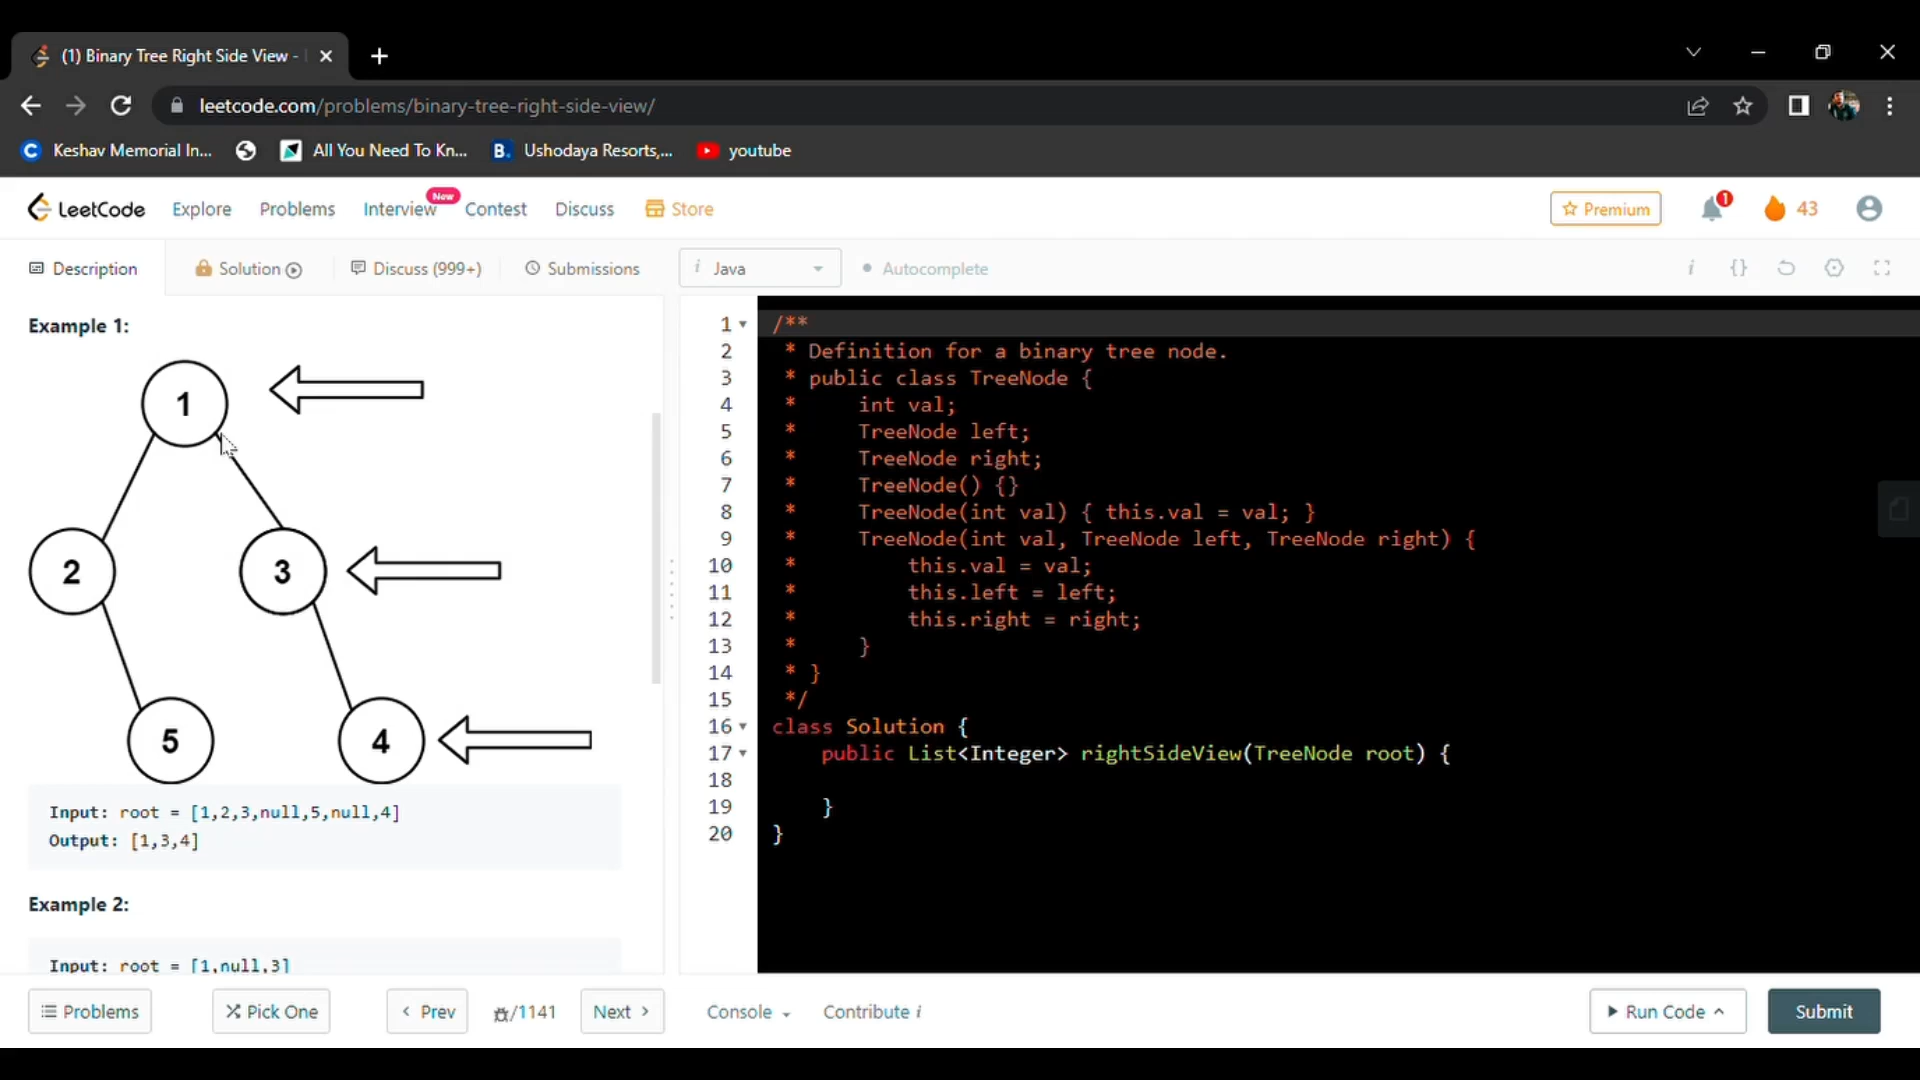 (1) Binary Tree Right Side View -
leetcode.com/problems/binary-tree-right-side-view/
Keshav Memorial In... All You Need To Kn... B. Ushodaya Resorts,... youtube
LeetCode Explore Problems Interview New Contest Discuss Store Premium 1 43
Description Solution Discuss (999+) Submissions i Java Autocomplete i {}
Example 1:
1
2
3
5
4
Input: root = [1,2,3,null,5,null,4]
Output: [1,3,4]
Example 2:
Input: root = [1,null,3]
1 /**
2 * Definition for a binary tree node.
3 * public class TreeNode {
4 *     int val;
5 *     TreeNode left;
6 *     TreeNode right;
7 *     TreeNode() {}
8 *     TreeNode(int val) { this.val = val; }
9 *     TreeNode(int val, TreeNode left, TreeNode right) {
10 *         this.val = val;
11 *         this.left = left;
12 *         this.right = right;
13 *     }
14 * }
15 */
16 class Solution {
17     public List<Integer> rightSideView(TreeNode root) {
18
19     }
20 }
Problems Pick One < Prev /1141 Next > Console Contribute i Run Code Submit